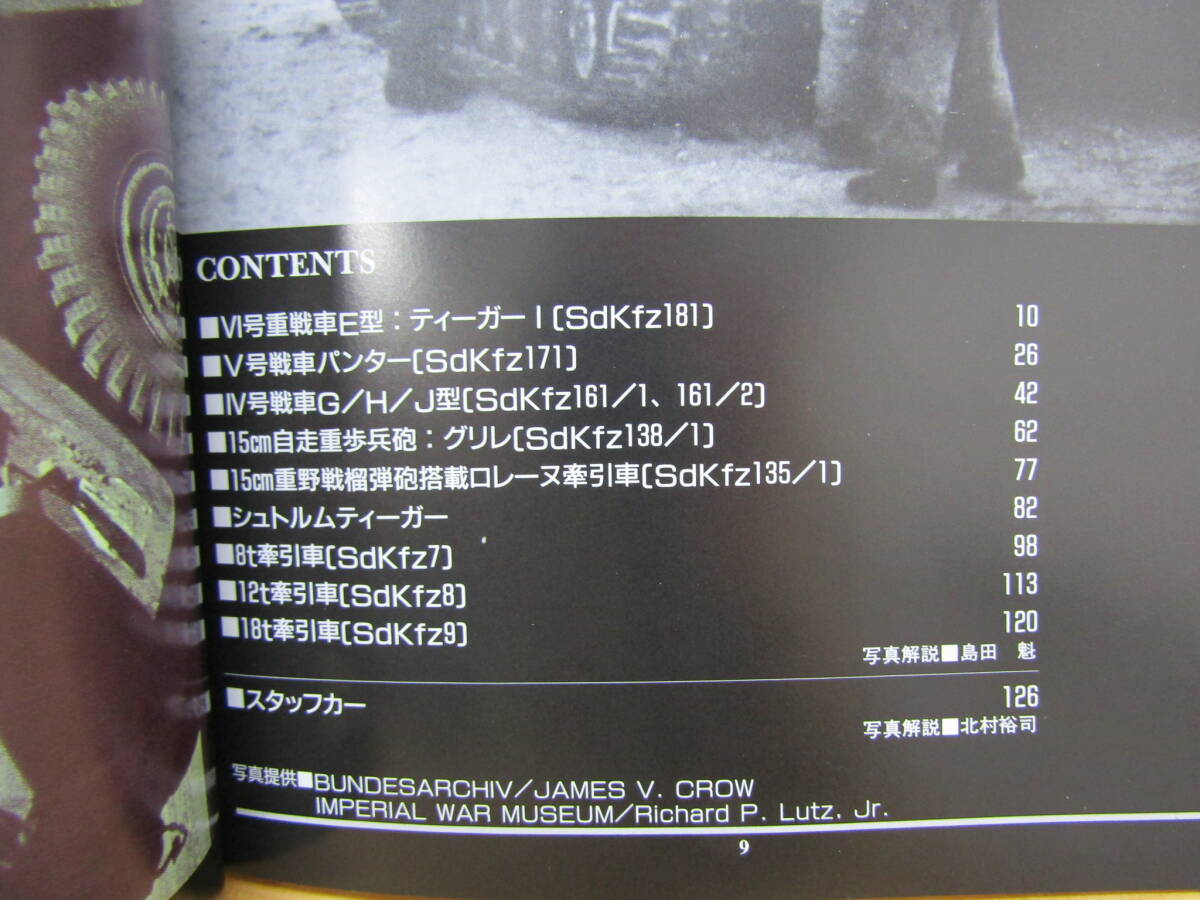 CONTENTS
■Ⅵ号重戦車E型：ティーガーⅠ〔SdKfz181〕 10
■Ⅴ号戦車パンター〔SdKfz171〕 26
■Ⅳ号戦車G／H／J型〔SdKfz161／1、161／2〕 42
■15㎝自走重歩兵砲：グリレ〔SdKfz138／1〕 62
■15㎝重野戦榴弾砲搭載ロレーヌ牽引車〔SdKfz135／1〕 77
■シュトルムティーガー 82
■8t牽引車〔SdKfz7〕 98
■12t牽引車〔SdKfz8〕 113
■18t牽引車〔SdKfz9〕 120
写真解説■島田　魁
■スタッフカー 126
写真解説■北村裕司
写真提供■BUNDESARCHIV／JAMES V. CROW
IMPERIAL WAR MUSEUM／Richard P. Lutz, Jr.
9